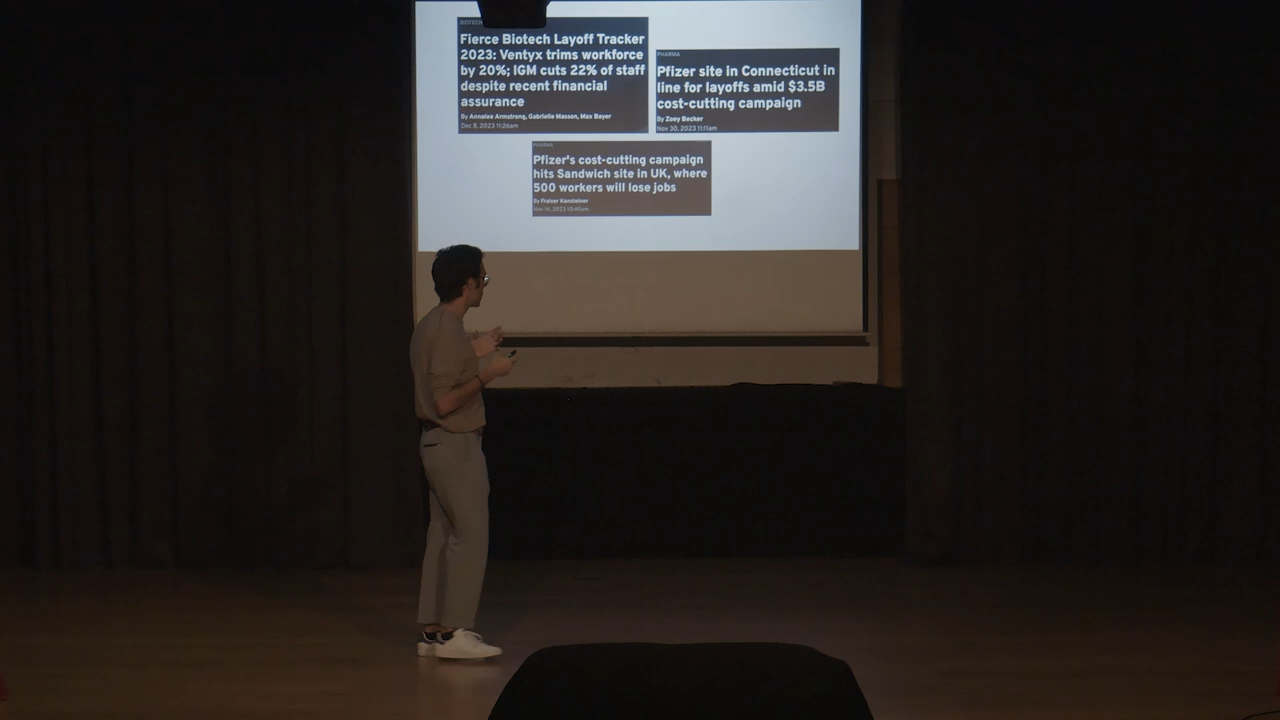 BIOTECH
Fierce Biotech Layoff Tracker
2023: Ventyx trims workforce
by 20%; IGM cuts 22% of staff
despite recent financial
assurance
By Annalee Armstrong, Gabrielle Masson, Max Bayer
Dec 8, 2023 11:26am
PHARMA
Pfizer site in Connecticut in
line for layoffs amid $3.5B
cost-cutting campaign
By Zoey Becker
Nov 30, 2023 11:11am
PHARMA
Pfizer's cost-cutting campaign
hits Sandwich site in UK, where
500 workers will lose jobs
By Fraiser Kansteiner
Nov 14, 2023 10:40am